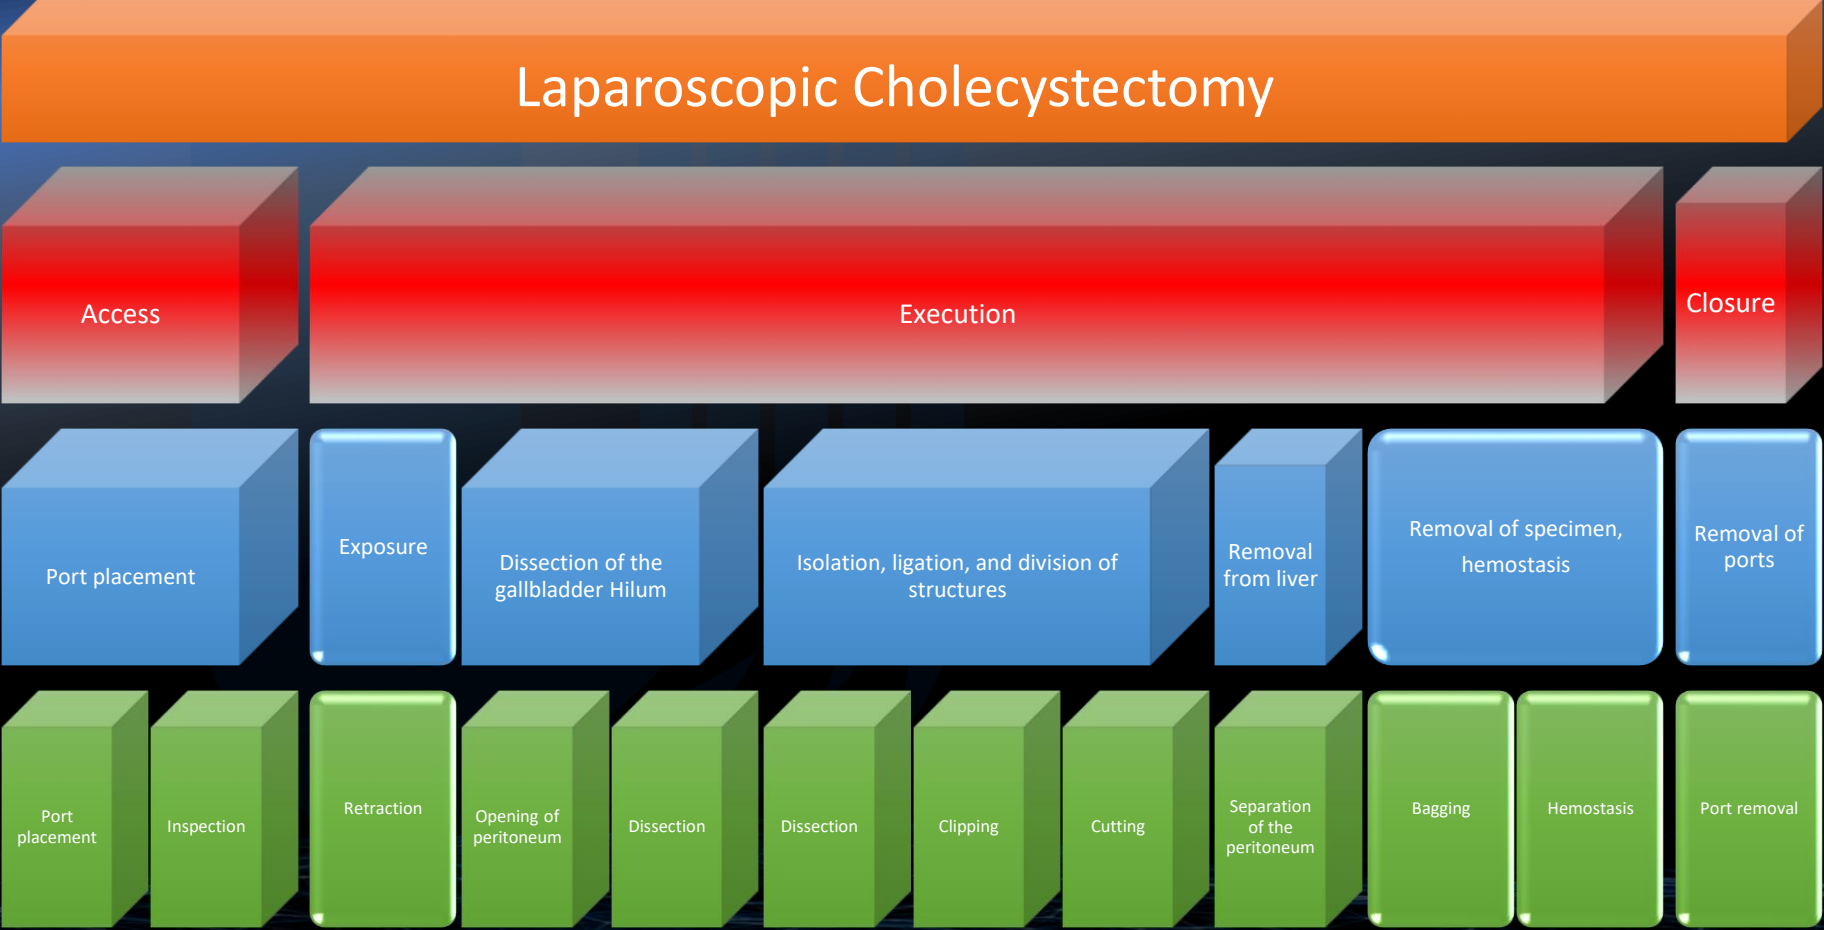 Laparoscopic Cholecystectomy
Access
Execution
Closure
Port placement
Exposure
Dissection of the
gallbladder Hilum
Isolation, ligation, and division of
structures
Removal
from liver
Removal of specimen,
hemostasis
Removal of
ports
Port
placement
Inspection
Retraction
Opening of
peritoneum
Dissection
Dissection
Clipping
Cutting
Separation
of the
peritoneum
Bagging
Hemostasis
Port removal